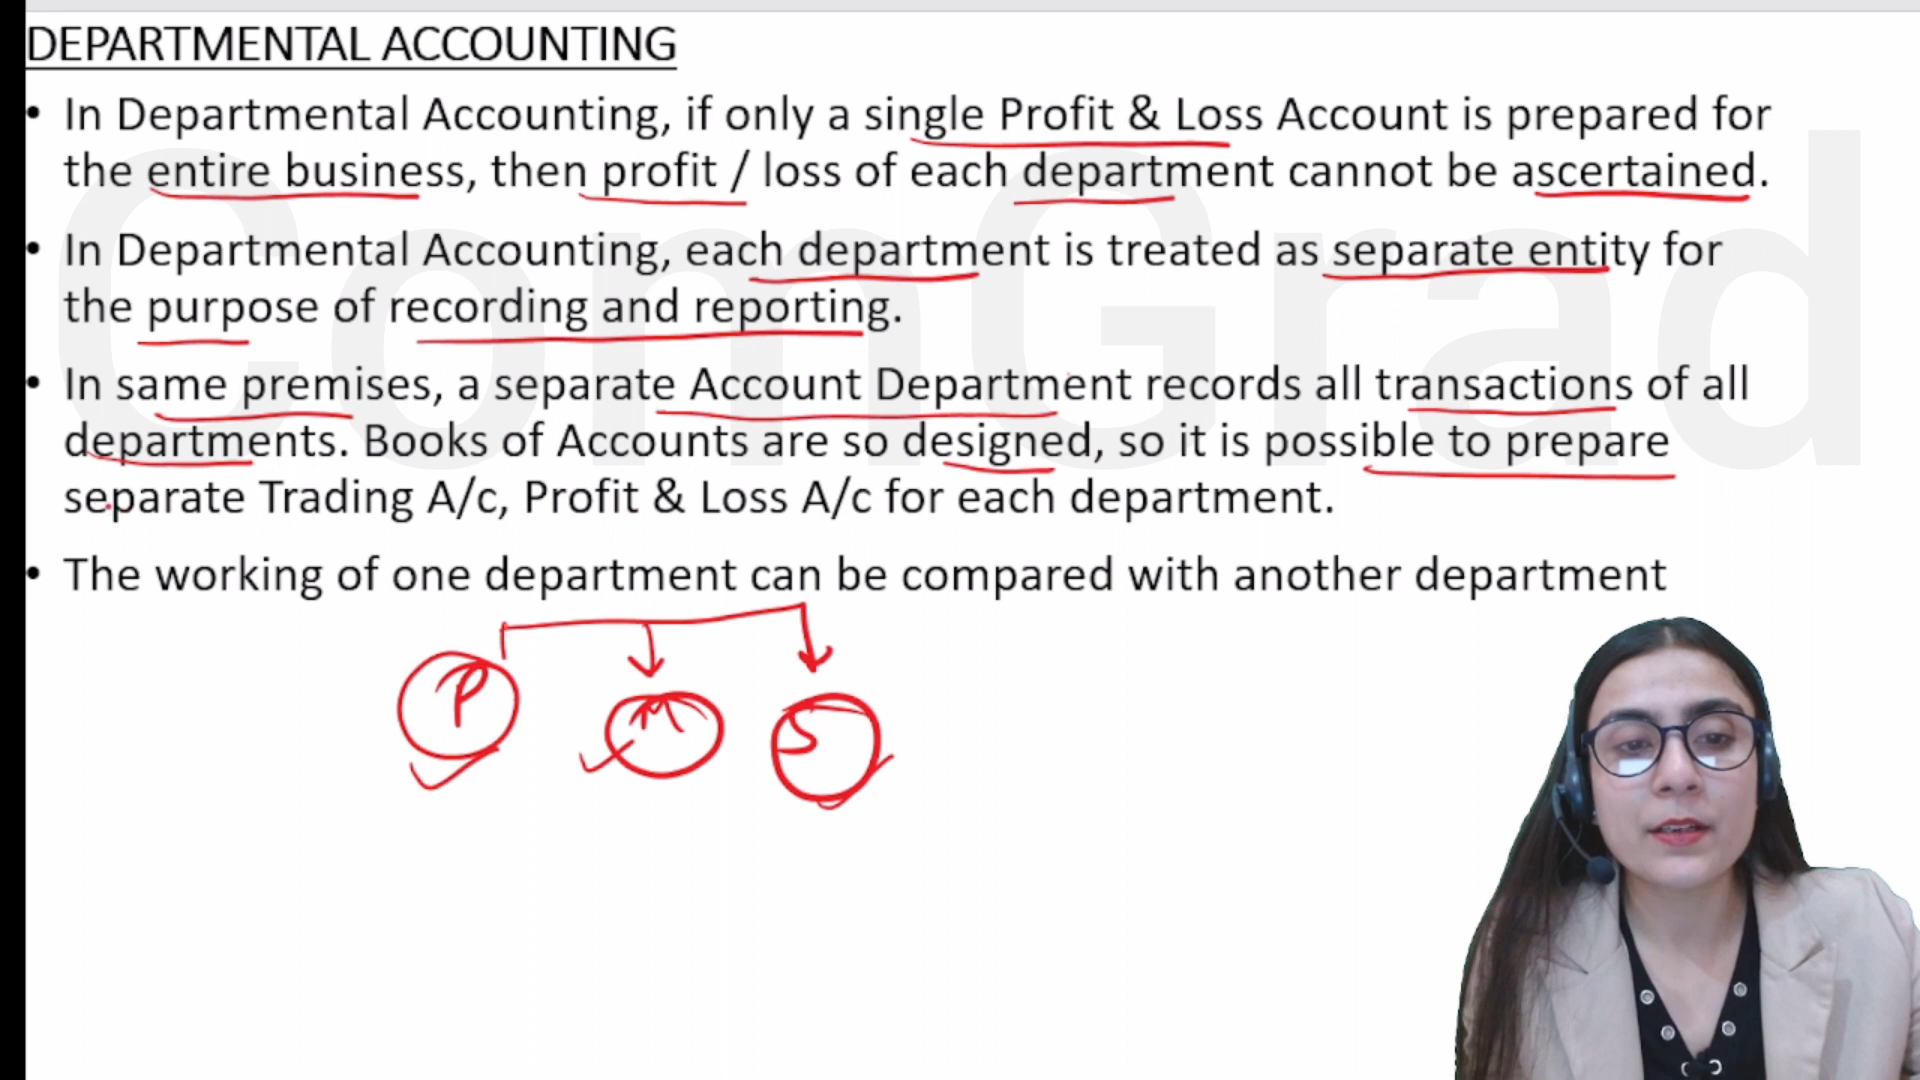 DEPARTMENTAL ACCOUNTING
• In Departmental Accounting, if only a single Profit & Loss Account is prepared for
the entire business, then profit / loss of each department cannot be ascertained.
• In Departmental Accounting, each department is treated as separate entity for
the purpose of recording and reporting.
• In same premises, a separate Account Department records all transactions of all
departments. Books of Accounts are so designed, so it is possible to prepare
separate Trading A/c, Profit & Loss A/c for each department.
• The working of one department can be compared with another department
P M S
ComGrad